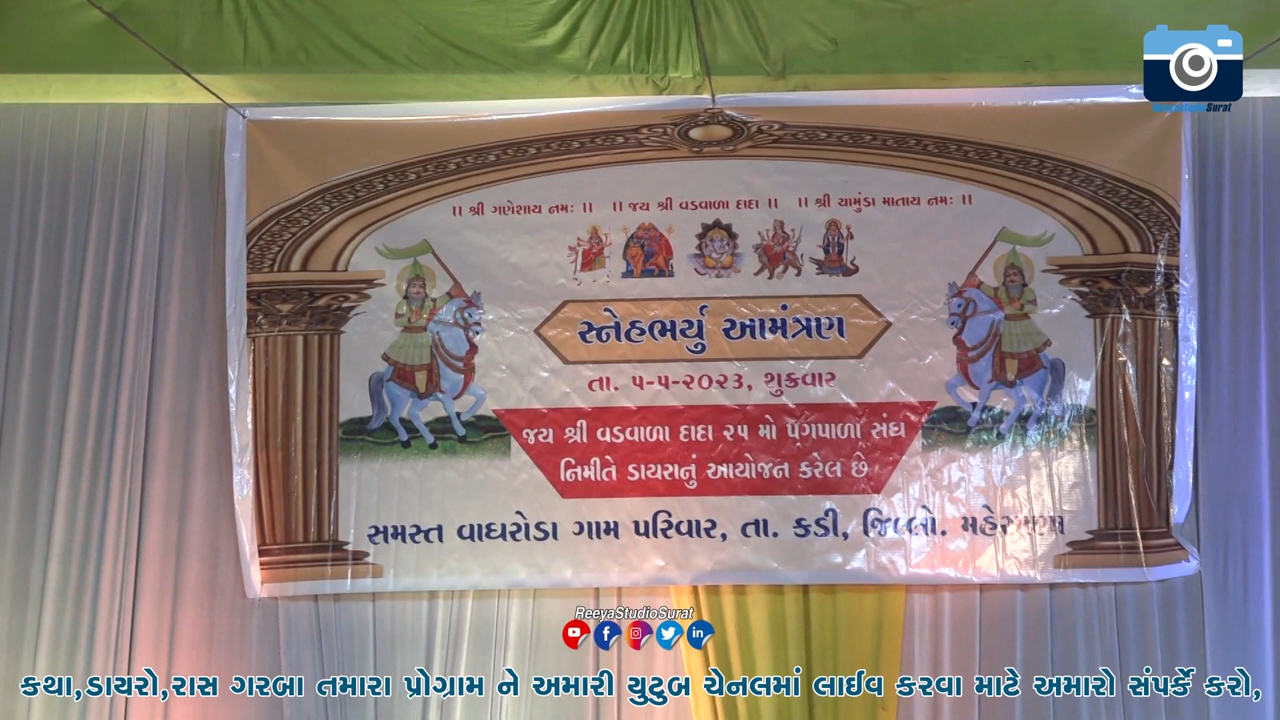 Surat
॥ શ્રી ગણેશાય નમઃ ॥ ॥ જય શ્રી વડવાળા દાદા ॥ ॥ શ્રી ચામુંડા માતાય નમઃ ॥
સ્નેહભર્યુ આમંત્રણ
તા. ૫-૫-૨૦૨૩, શુક્રવાર
જય શ્રી વડવાળા દાદા ૨૫ મો પગપાળા સંઘ
નિમીતે ડાયરાનું આયોજન કરેલ છે
સમસ્ત વાઘરોડા ગામ પરિવાર, તા. કડી, જિલ્લો.
ReeyaStudioSurat
કથા,ડાયરો,રાસ ગરબા તમારા પ્રોગ્રામ ને અમારી યુટુબ ચેનલમાં લાઈવ કરવા માટે અમારો સંપર્કે કરો,